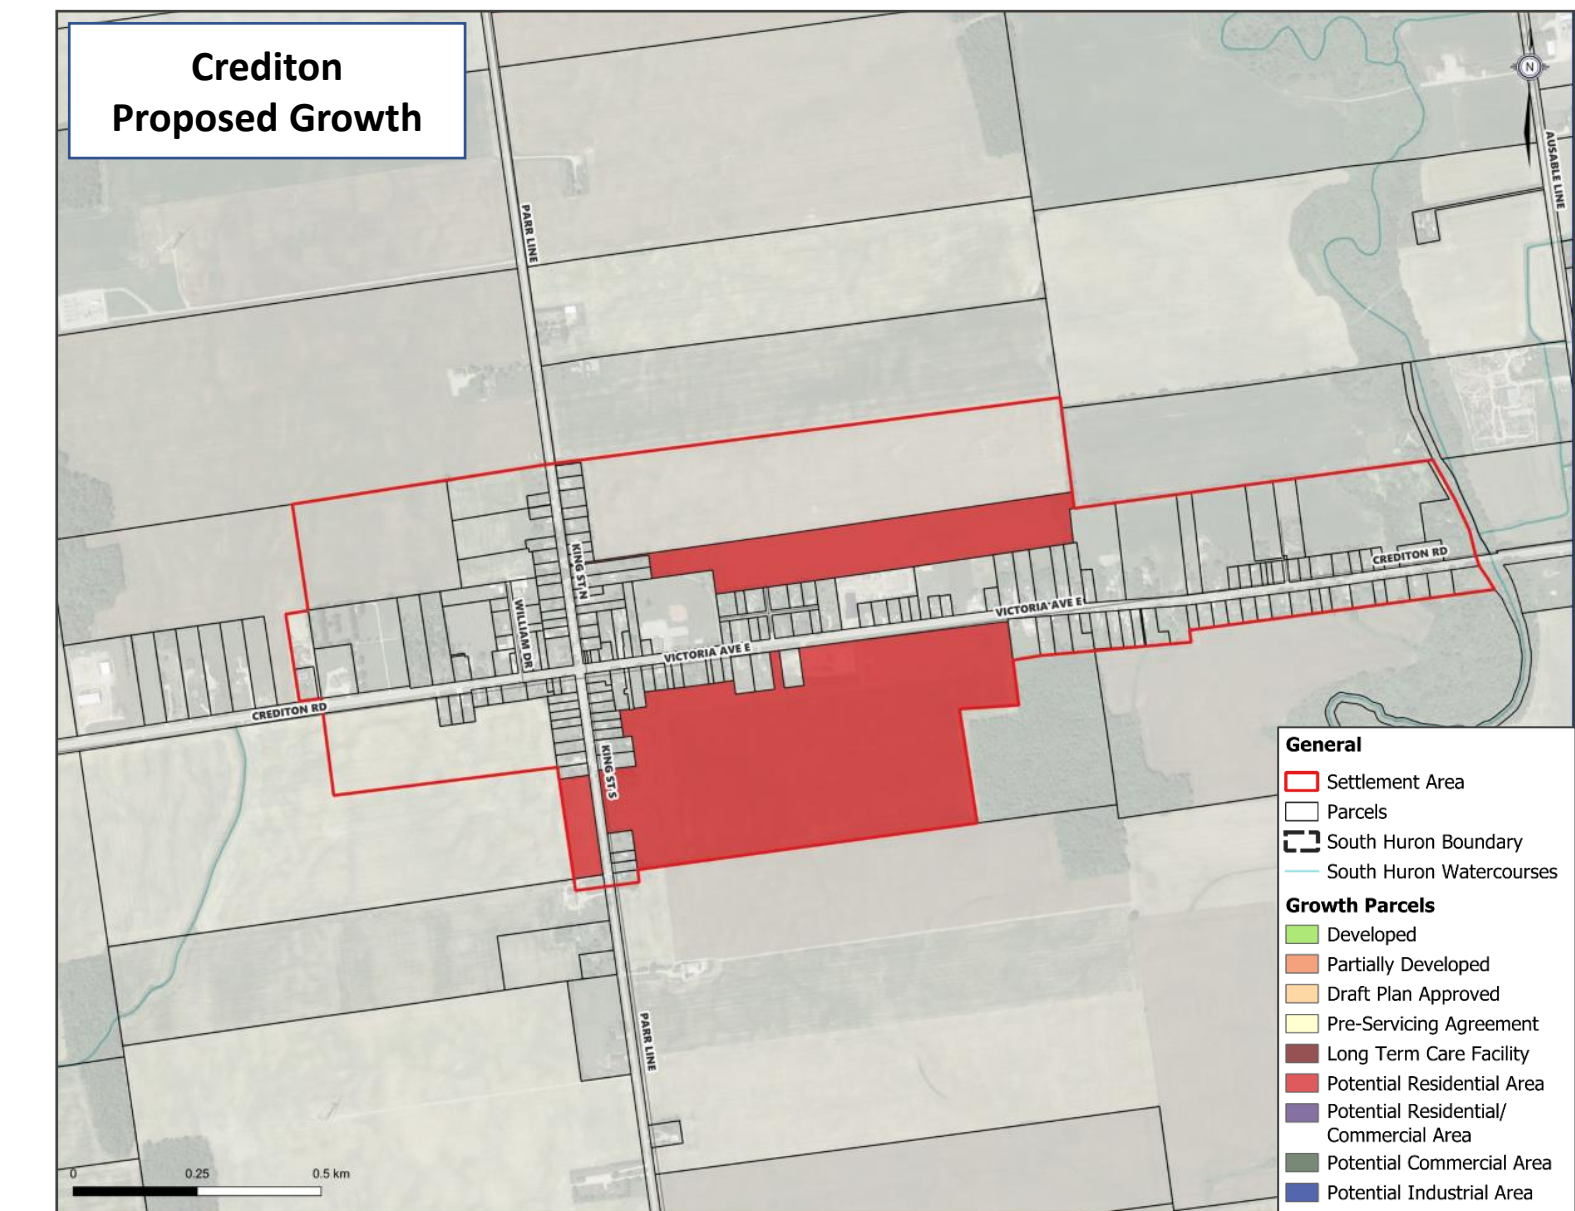 Crediton
Proposed Growth
N
AUSABLE LINE
PARR LINE
KING ST N
WILLIAM DR
CREDITON RD
VICTORIA AVE E
VICTORIA AVE E
CREDITON RD
KING ST S
PARR LINE
0 0.25 0.5 km
General
Settlement Area
Parcels
South Huron Boundary
South Huron Watercourses
Growth Parcels
Developed
Partially Developed
Draft Plan Approved
Pre-Servicing Agreement
Long Term Care Facility
Potential Residential Area
Potential Residential/
Commercial Area
Potential Commercial Area
Potential Industrial Area